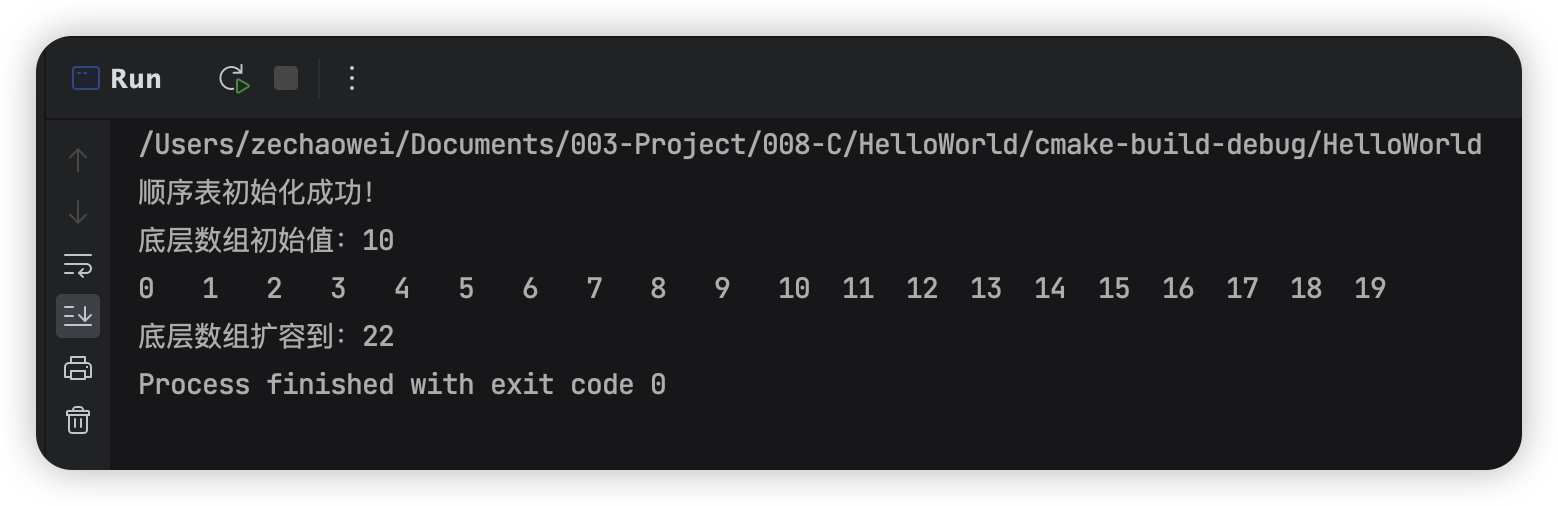 Run
/Users/zechaowei/Documents/003-Project/008-C/HelloWorld/cmake-build-debug/HelloWorld
顺序表初始化成功！
底层数组初始值：10
0 1 2 3 4 5 6 7 8 9 10 11 12 13 14 15 16 17 18 19
底层数组扩容到：22
Process finished with exit code 0